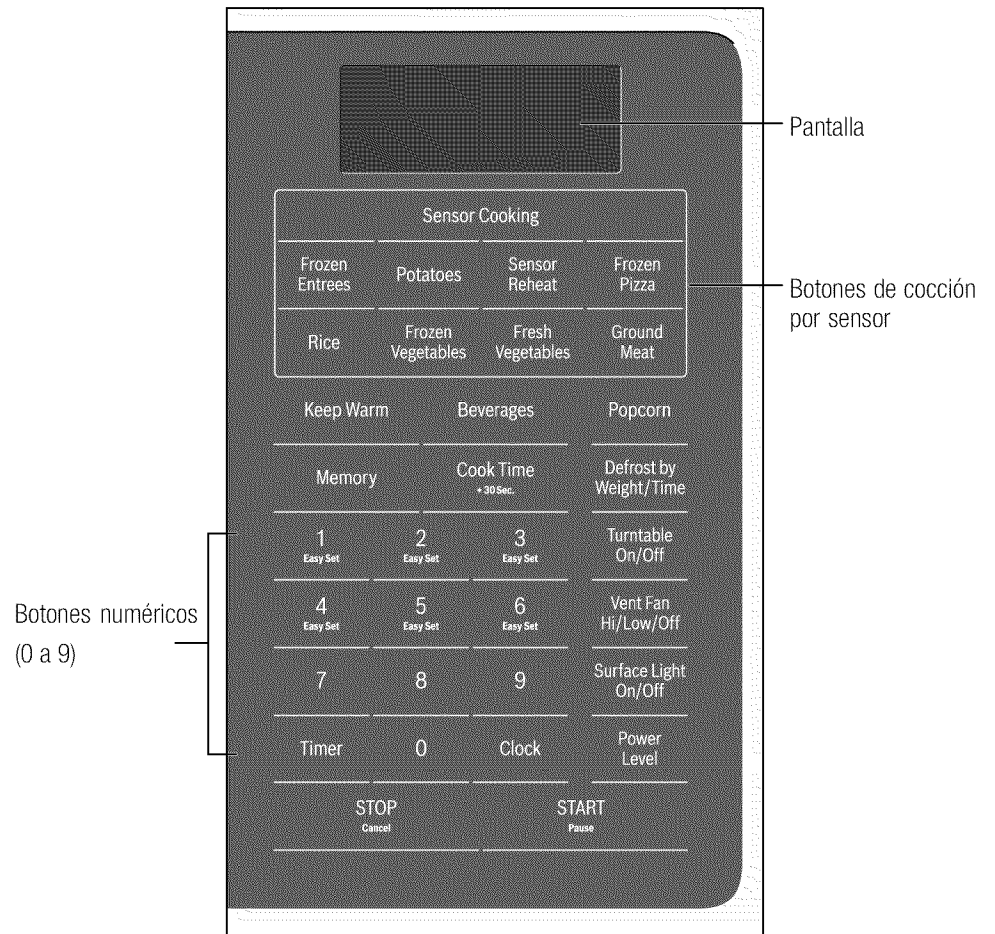 Pantalla
Sensor Cooking
Frozen
Entrees
Potatoes
Sensor
Reheat
Frozen
Pizza
Botones de cocción
por sensor
Rice
Frozen
Vegetables
Fresh
Vegetables
Ground
Meat
Keep Warm
Beverages
Popcorn
Memory
Cook Time
+ 30 Sec.
Defrost by
Weight/Time
Botones numéricos
(0 a 9)
1
Easy Set
2
Easy Set
3
Easy Set
Turntable
On/Off
4
Easy Set
5
Easy Set
6
Easy Set
Vent Fan
Hi/Low/Off
7
8
9
Surface Light
On/Off
Timer
0
Clock
Power
Level
STOP
Cancel
START
Pause